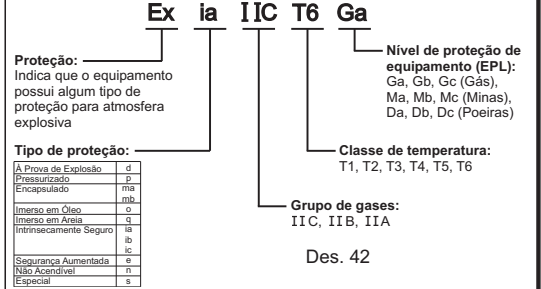 Ex ia IIC T6 Ga
Proteção:
Indica que o equipamento
possui algum tipo de
proteção para atmosfera
explosiva
Nível de proteção de
equipamento (EPL):
Ga, Gb, Gc (Gás),
Ma, Mb, Mc (Minas),
Da, Db, Dc (Poeiras)
Tipo de proteção:
À Prova de Explosão d
Pressurizado p
Encapsulado ma
mb
Imerso em Óleo o
Imerso em Areia q
Intrinsecamente Seguro ia
ib
ic
Segurança Aumentada e
Não Acendível n
Especial s
Classe de temperatura:
T1, T2, T3, T4, T5, T6
Grupo de gases:
IIC, IIB, IIA
Des. 42